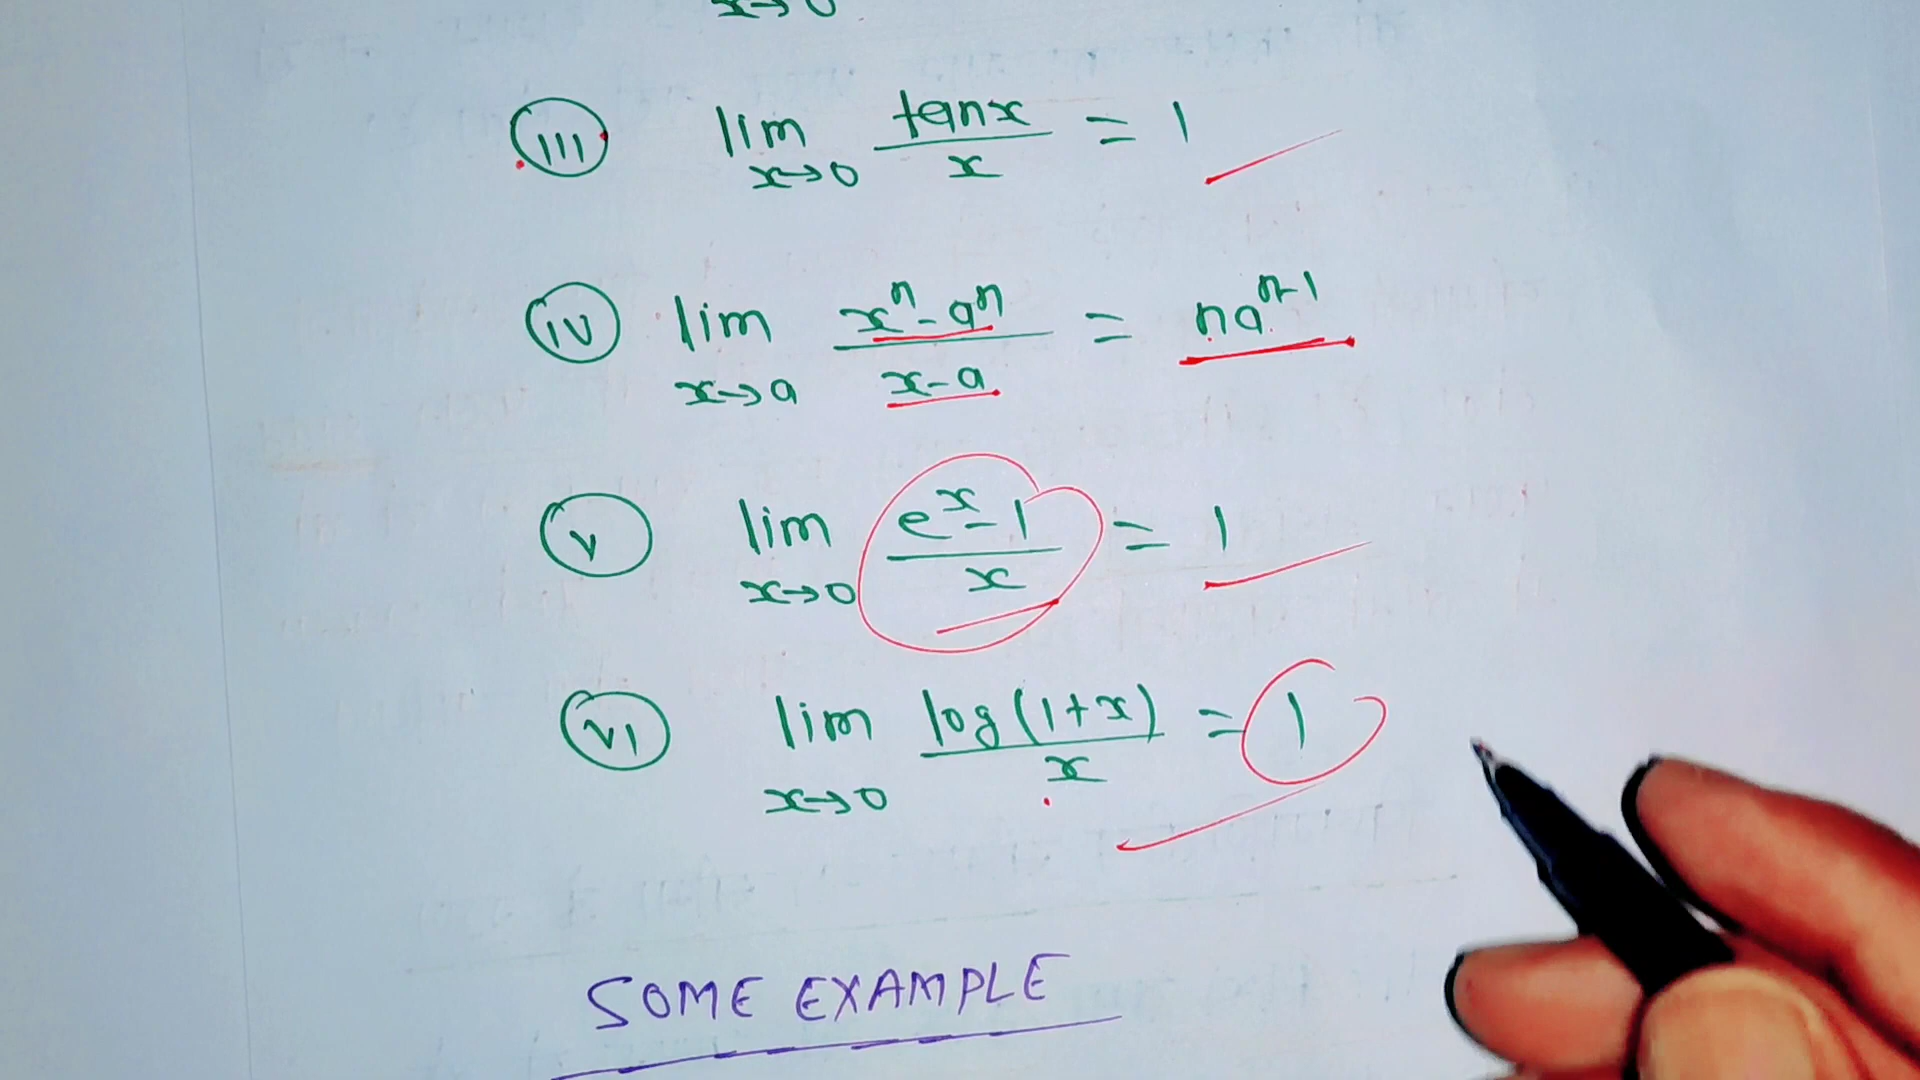 x→0
(iii) lim x→0 tanx/x = 1
(iv) lim x→a xⁿ-aⁿ/x-a = naⁿ⁻¹
(v) lim x→0 eˣ-1/x = 1
(vi) lim x→0 log(1+x)/x = 1
SOME EXAMPLE